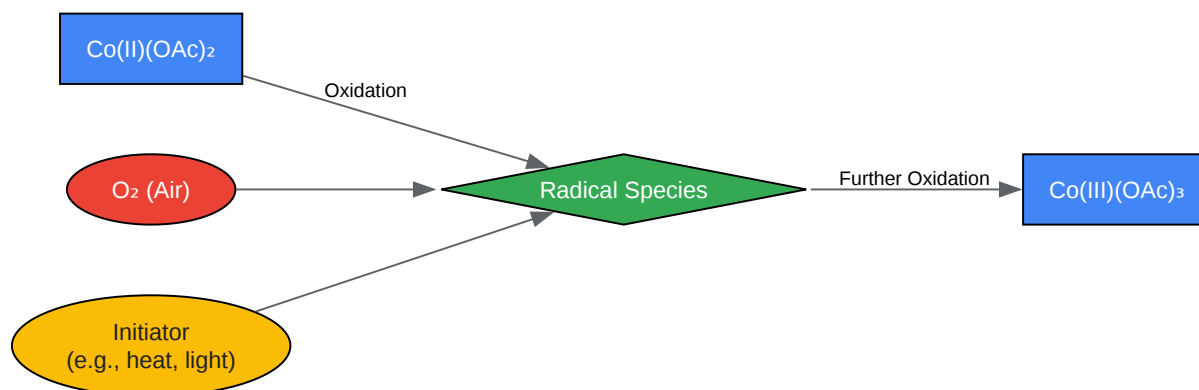 Co(II)(OAc)₂
Oxidation
O₂ (Air)
Radical Species
Further Oxidation
Co(III)(OAc)₃
Initiator
(e.g., heat, light)